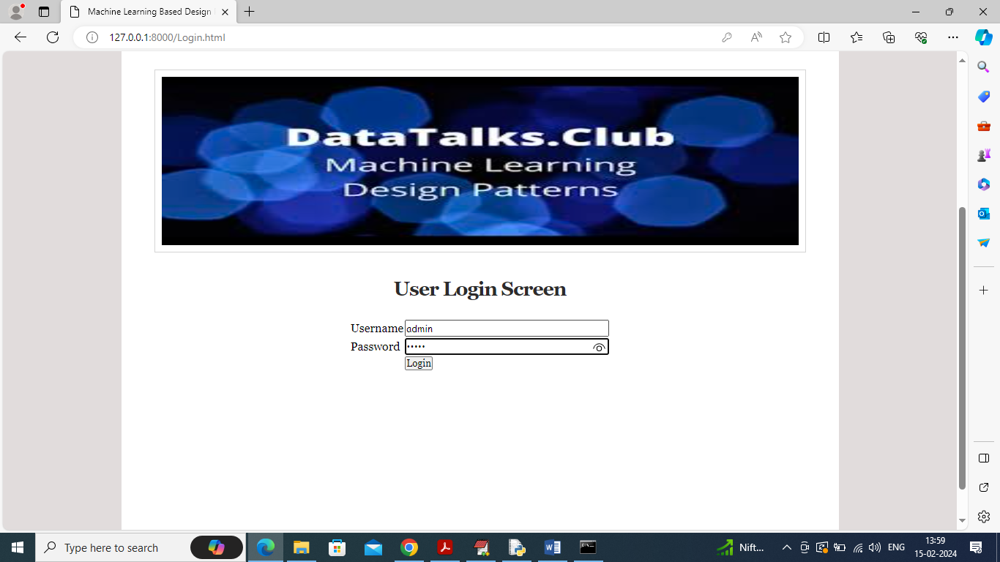 Machine Learning Based Design
127.0.0.1:8000/Login.html
DataTalks.Club
Machine Learning
Design Patterns
User Login Screen
Username admin
Password •••••
Login
Type here to search
Nift...
ENG
13:59
15-02-2024